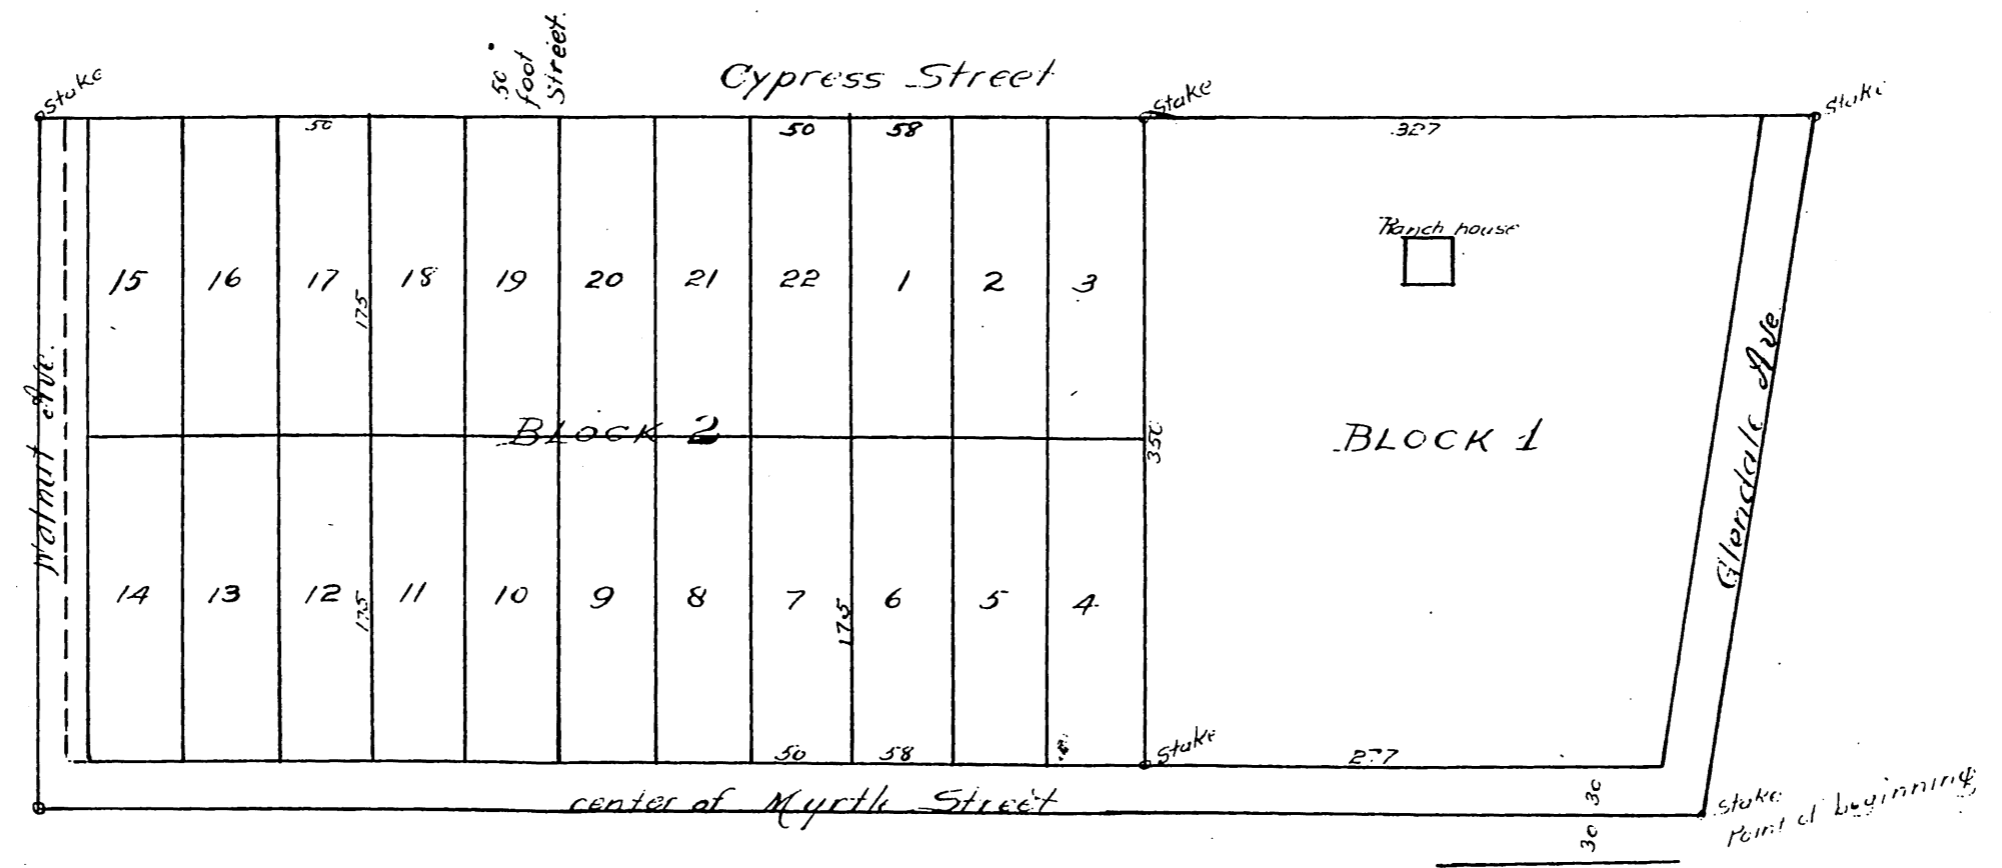 50
foot
Street.
Cypress Street
Stake
Stake
Stake
50
50
58
327
Ranch house
15
16
17
18
19
20
21
22
1
2
3
175
Walnut Ave.
BLOCK 2
350
BLOCK 1
Glendale Ave
14
13
12
11
10
9
8
7
6
5
4
175
175
50
58
Stake
277
center of Myrtle Street
30
30
Stake
Point of beginning